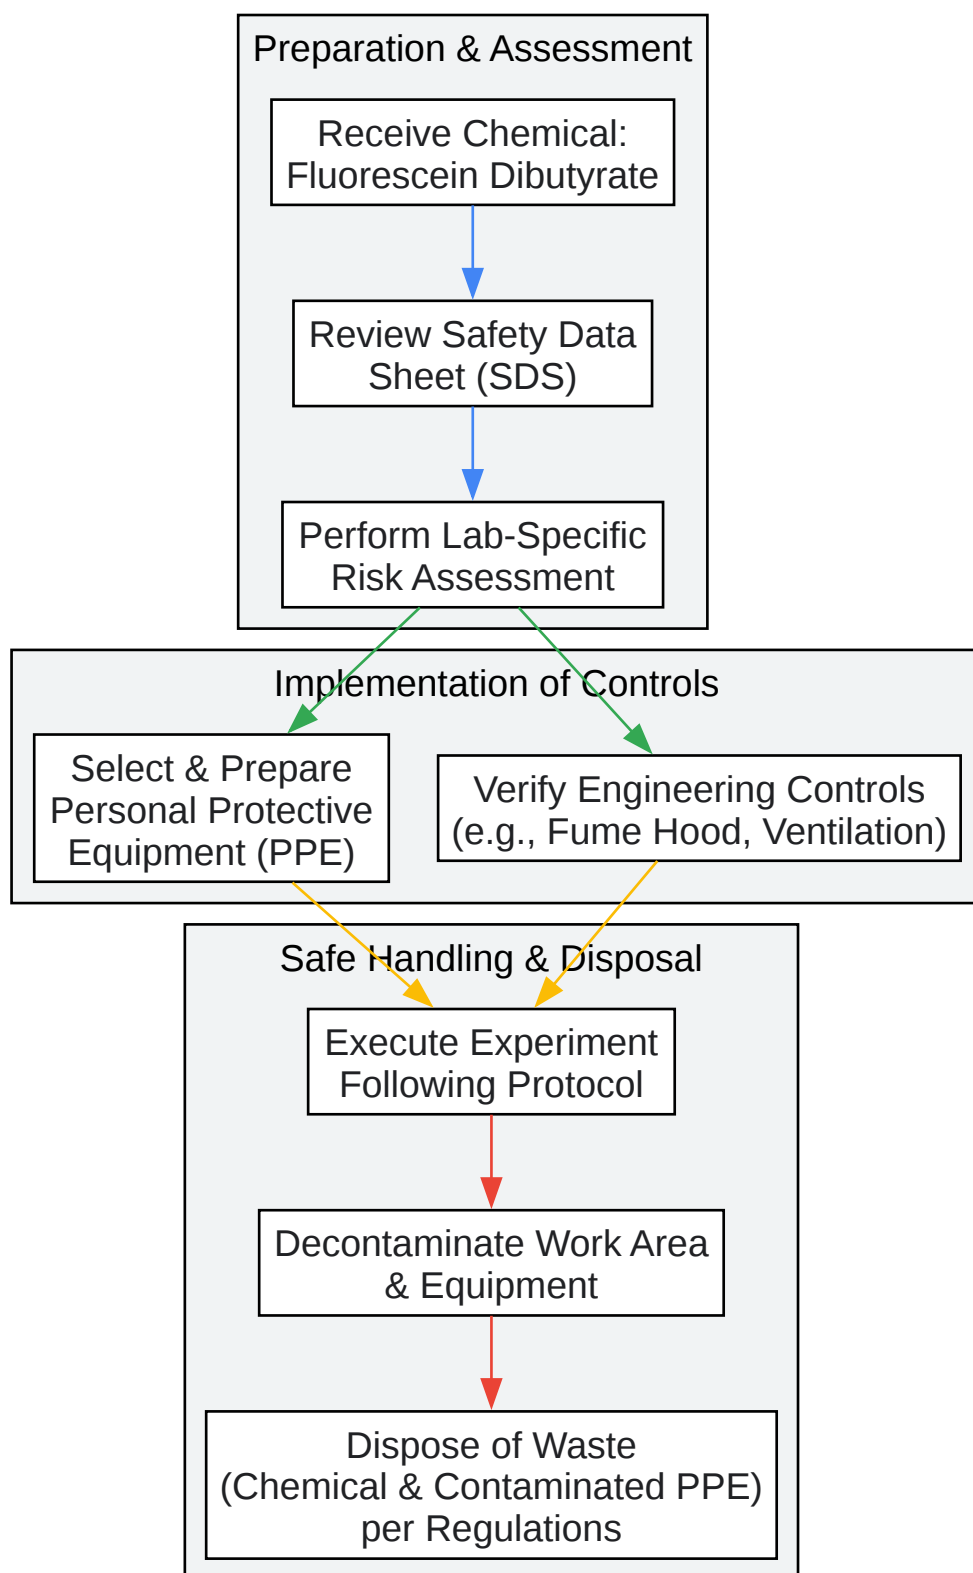 Preparation & Assessment
Receive Chemical:
Fluorescein Dibutyrate
Review Safety Data
Sheet (SDS)
Perform Lab-Specific
Risk Assessment
Implementation of Controls
Select & Prepare
Personal Protective
Equipment (PPE)
Verify Engineering Controls
(e.g., Fume Hood, Ventilation)
Safe Handling & Disposal
Execute Experiment
Following Protocol
Decontaminate Work Area
& Equipment
Dispose of Waste
(Chemical & Contaminated PPE)
per Regulations